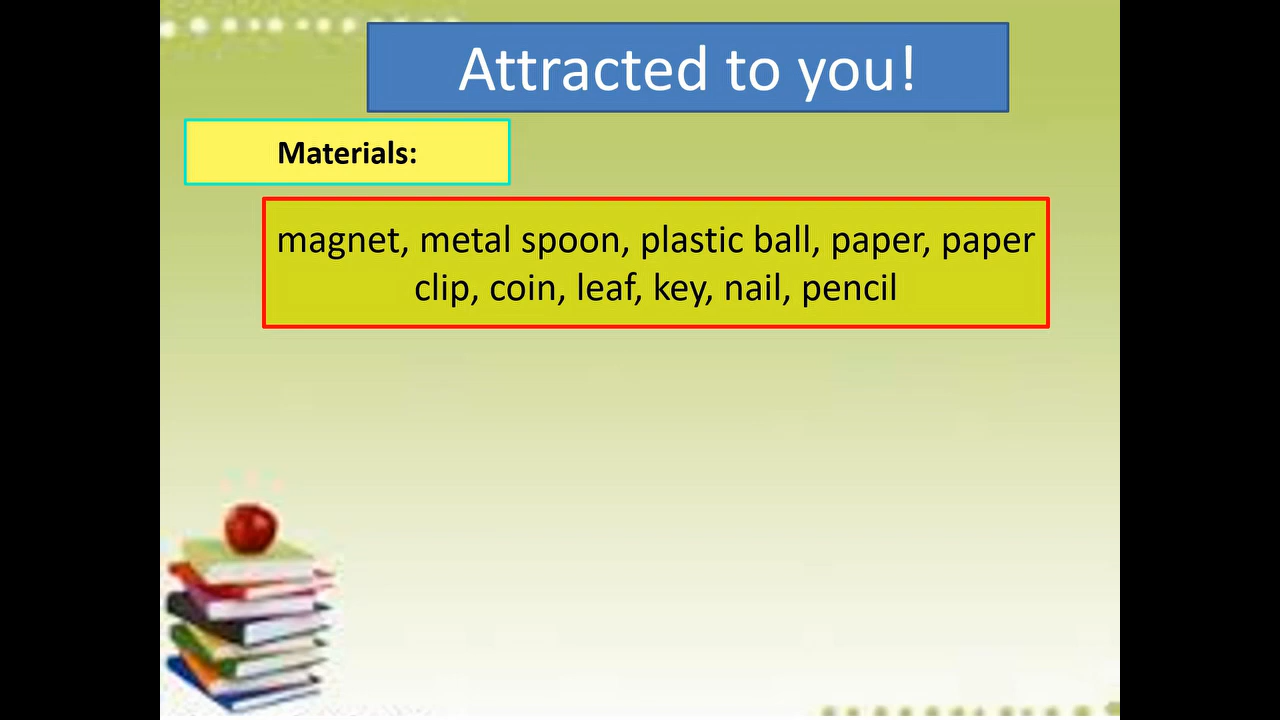 Attracted to you!
Materials:
magnet, metal spoon, plastic ball, paper, paper
clip, coin, leaf, key, nail, pencil